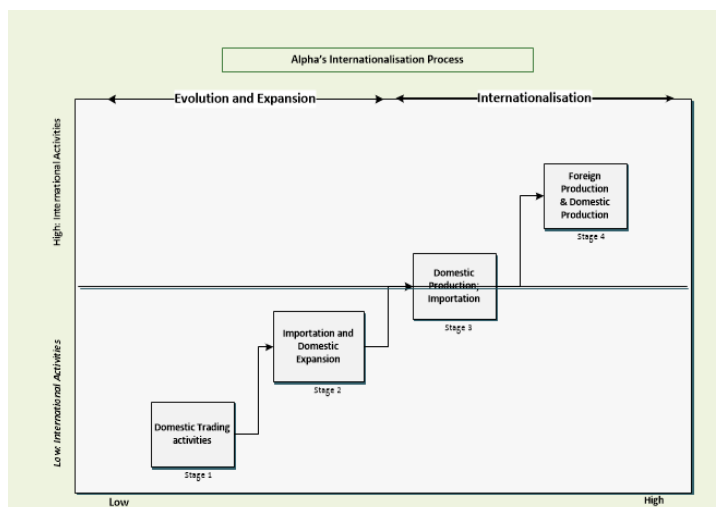 Alpha's Internationalisation Process
Evolution and Expansion
Internationalisation
High: International Activities
Foreign
Production
& Domestic
Production
Stage 4
Domestic
Production;
Importation
Stage 3
Importation and
Domestic
Expansion
Stage 2
Low: International Activities
Domestic Trading
activities
Stage 1
Low
High